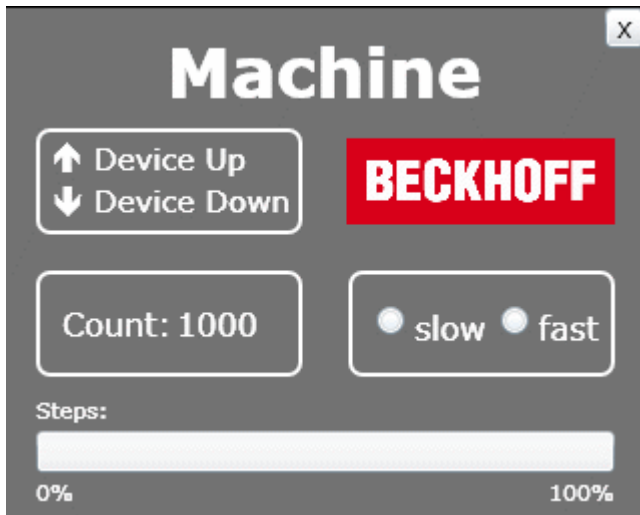 X
Machine
Device Up
Device Down
BECKHOFF
Count: 1000
slow fast
Steps:
0% 100%